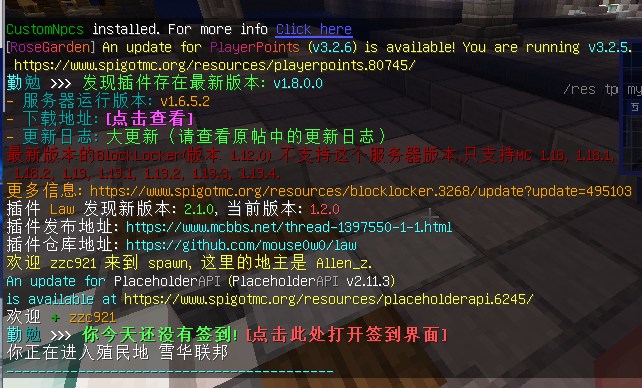 CustomNpcs installed. For more info Click here
[RoseGarden] An update for PlayerPoints (v3.2.6) is available! You are running v3.2.5.
https://www.spigotmc.org/resources/playerpoints.80745/
勤勉 >>> 发现插件存在最新版本: v1.8.0.0
- 服务器运行版本: v1.6.5.2
/res tp my
- 下载地址: [点击查看]
- 更新日志: 大更新（请查看原帖中的更新日志）
最新版本的BlockLocker(版本 1.12.0) 不支持这个服务器版本,只支持MC 1.18, 1.18.1, 1.18.2, 1.19, 1.19.1, 1.19.2, 1.19.3, 1.19.4.
更多信息: https://www.spigotmc.org/resources/blocklocker.3268/update?update=495103
插件 Law 发现新版本: 2.1.0, 当前版本: 1.2.0
插件发布地址: https://www.mcbbs.net/thread-1397550-1-1.html
插件仓库地址: https://github.com/mouse0w0/law
欢迎 zzc921 来到 spawn, 这里的地主是 Allen_z.
An update for PlaceholderAPI (PlaceholderAPI v2.11.3)
is available at https://www.spigotmc.org/resources/placeholderapi.6245/
欢迎 + zzc921
勤勉 >>> 你今天还没有签到! [点击此处打开签到界面]
你正在进入殖民地 雪华联邦
--------------------------------------------